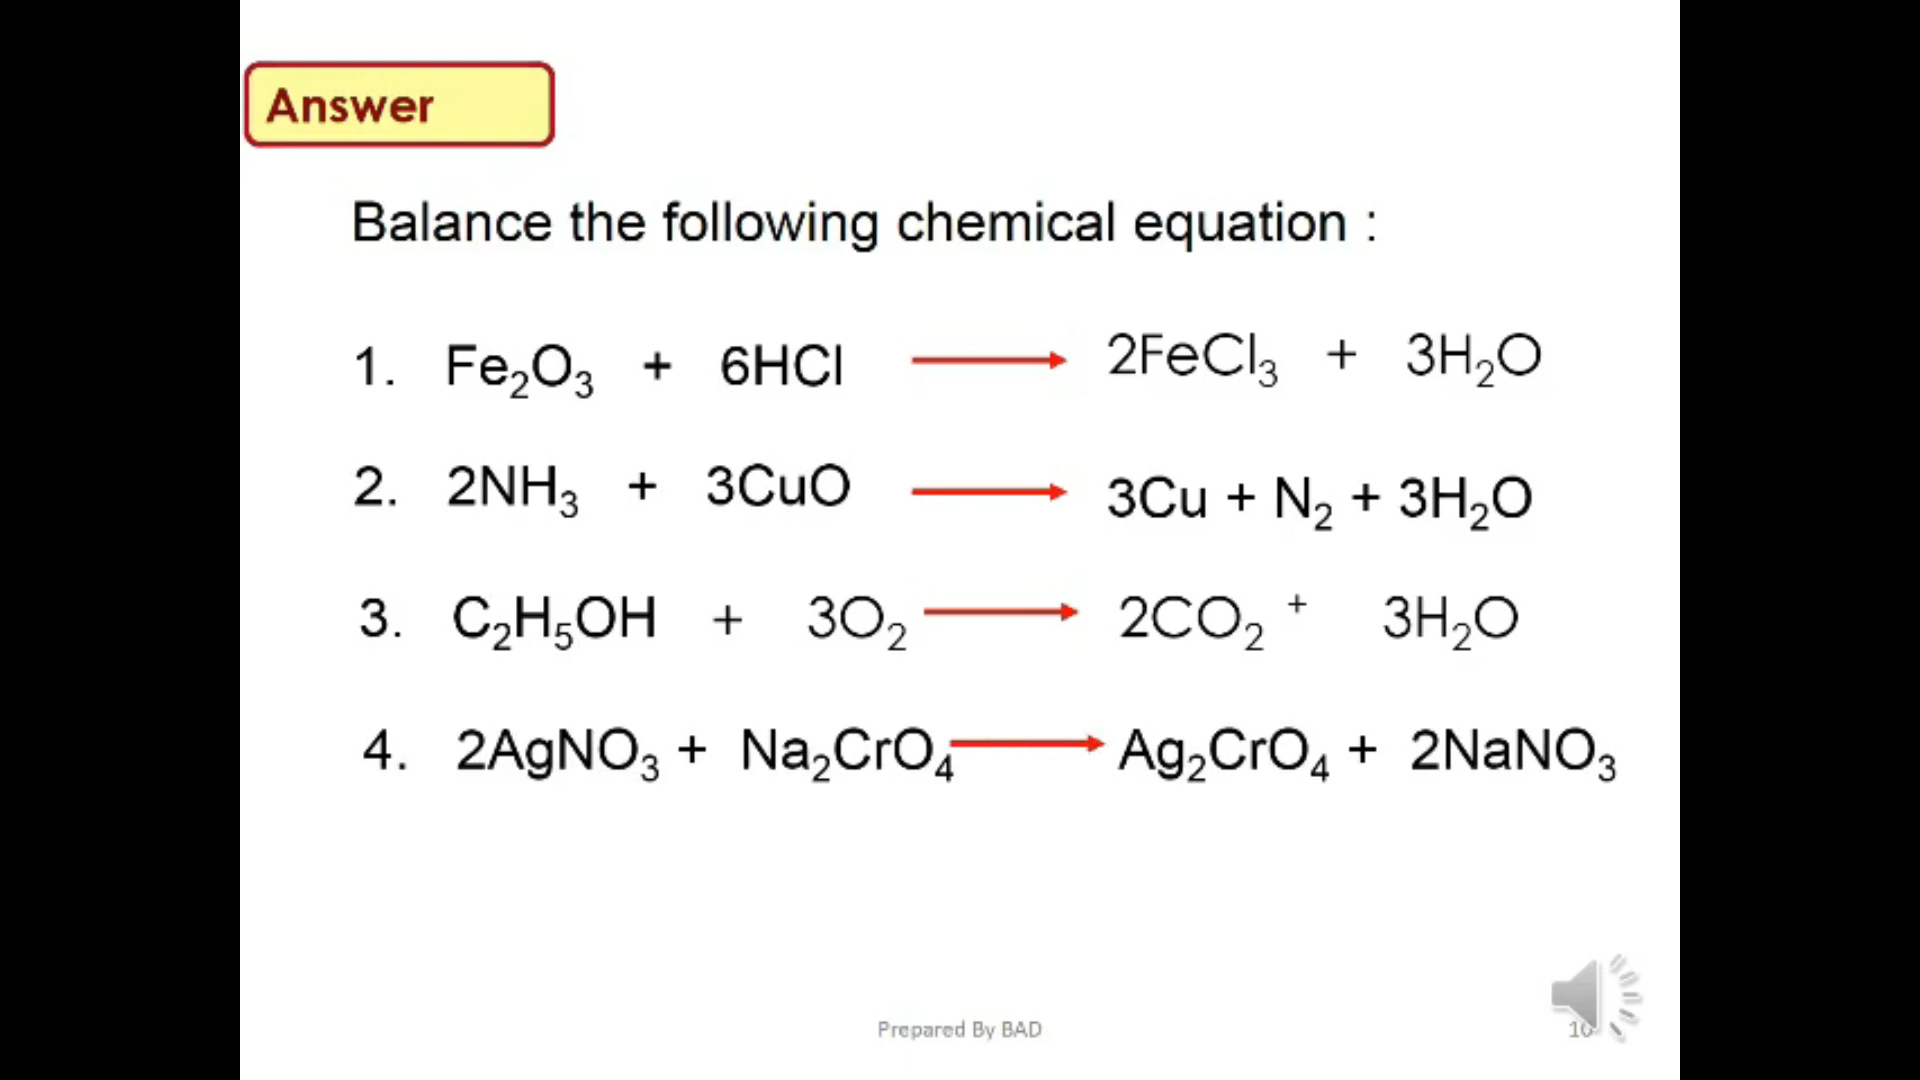 Answer
Balance the following chemical equation :
1. Fe₂O₃ + 6HCl → 2FeCl₃ + 3H₂O
2. 2NH₃ + 3CuO → 3Cu + N₂ + 3H₂O
3. C₂H₅OH + 3O₂ → 2CO₂ + 3H₂O
4. 2AgNO₃ + Na₂CrO₄ → Ag₂CrO₄ + 2NaNO₃
Prepared By BAD
10